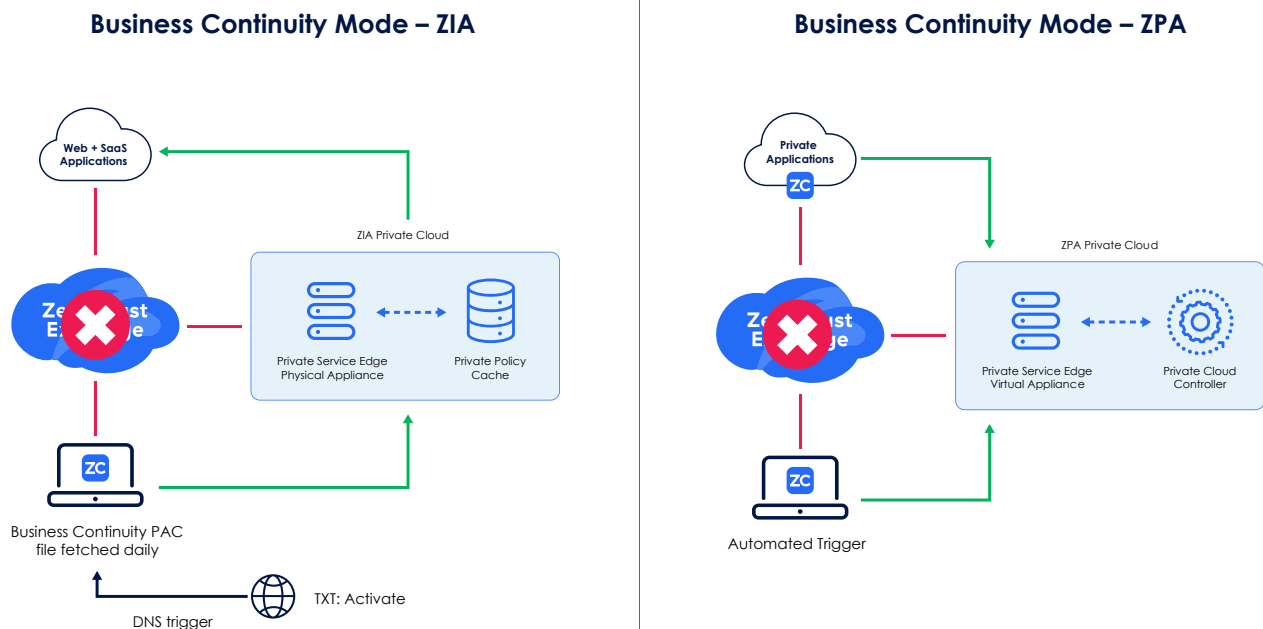 Business Continuity Mode – ZIA
Web + SaaS
Applications
ZIA Private Cloud
Private Service Edge
Physical Appliance
Private Policy
Cache
ZC
Business Continuity PAC
file fetched daily
TXT: Activate
DNS trigger
Business Continuity Mode – ZPA
Private
Applications
ZC
ZPA Private Cloud
Private Service Edge
Virtual Appliance
Private Cloud
Controller
ZC
Automated Trigger